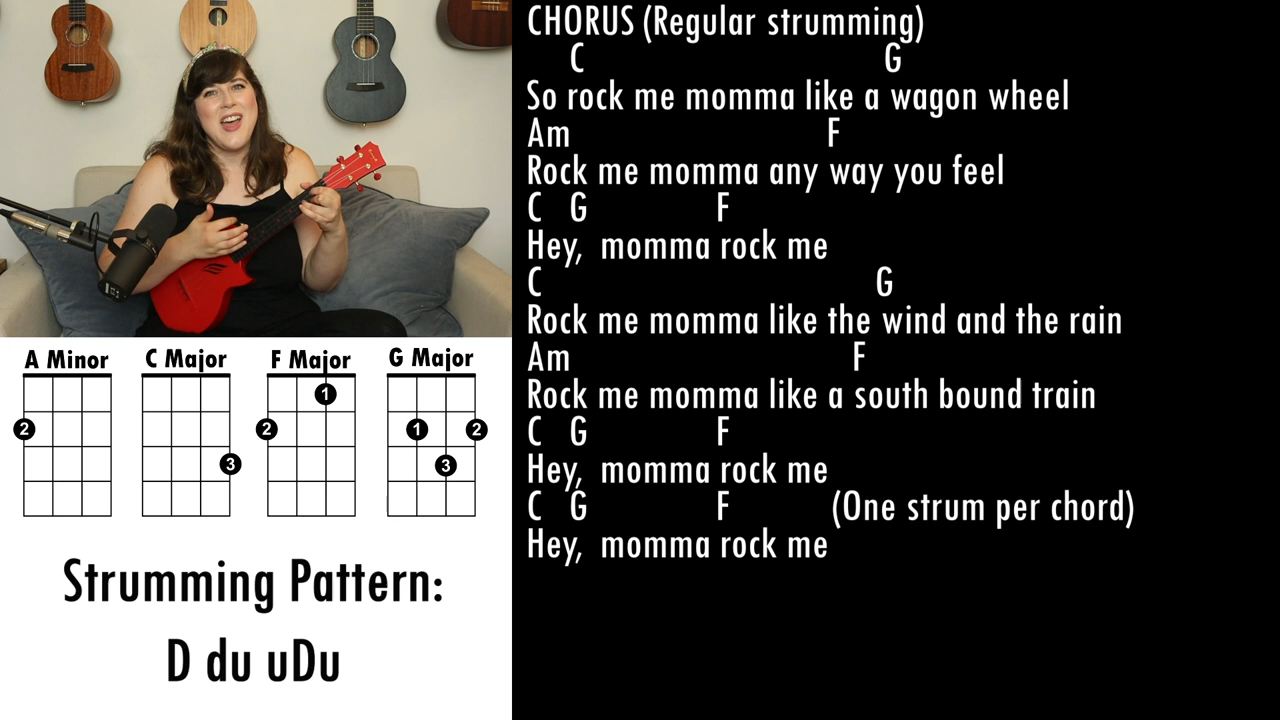 CHORUS (Regular strumming)
C G
So rock me momma like a wagon wheel
Am F
Rock me momma any way you feel
C G F
Hey, momma rock me
C G
Rock me momma like the wind and the rain
Am F
Rock me momma like a south bound train
C G F
Hey, momma rock me
C G F (One strum per chord)
Hey, momma rock me
A Minor C Major F Major G Major
1
2 2 1 2
3 3
Strumming Pattern:
D du uDu